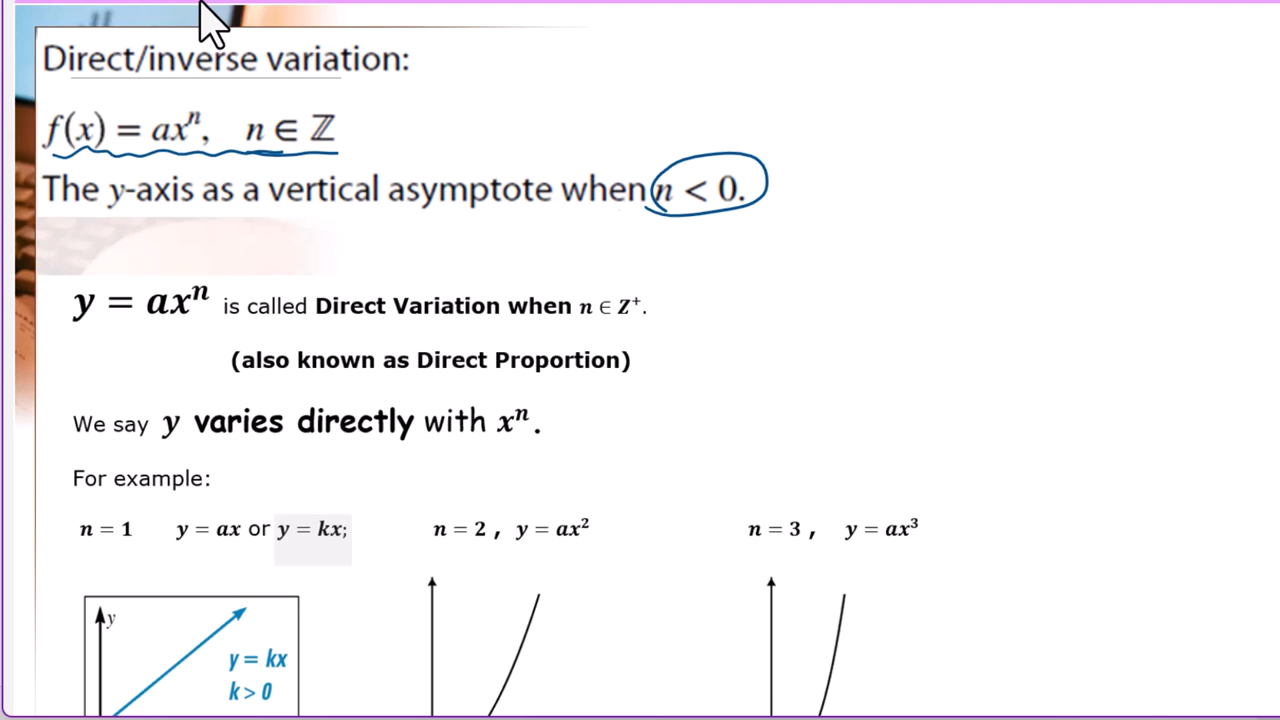 Direct/inverse variation:
f(x) = axⁿ, n ∈ ℤ
The y-axis as a vertical asymptote when n < 0.
y = axⁿ is called Direct Variation when n ∈ Z⁺.
(also known as Direct Proportion)
We say y varies directly with xⁿ.
For example:
n = 1 y = ax or y = kx; n = 2 , y = ax² n = 3 , y = ax³
y
y = kx
k > 0